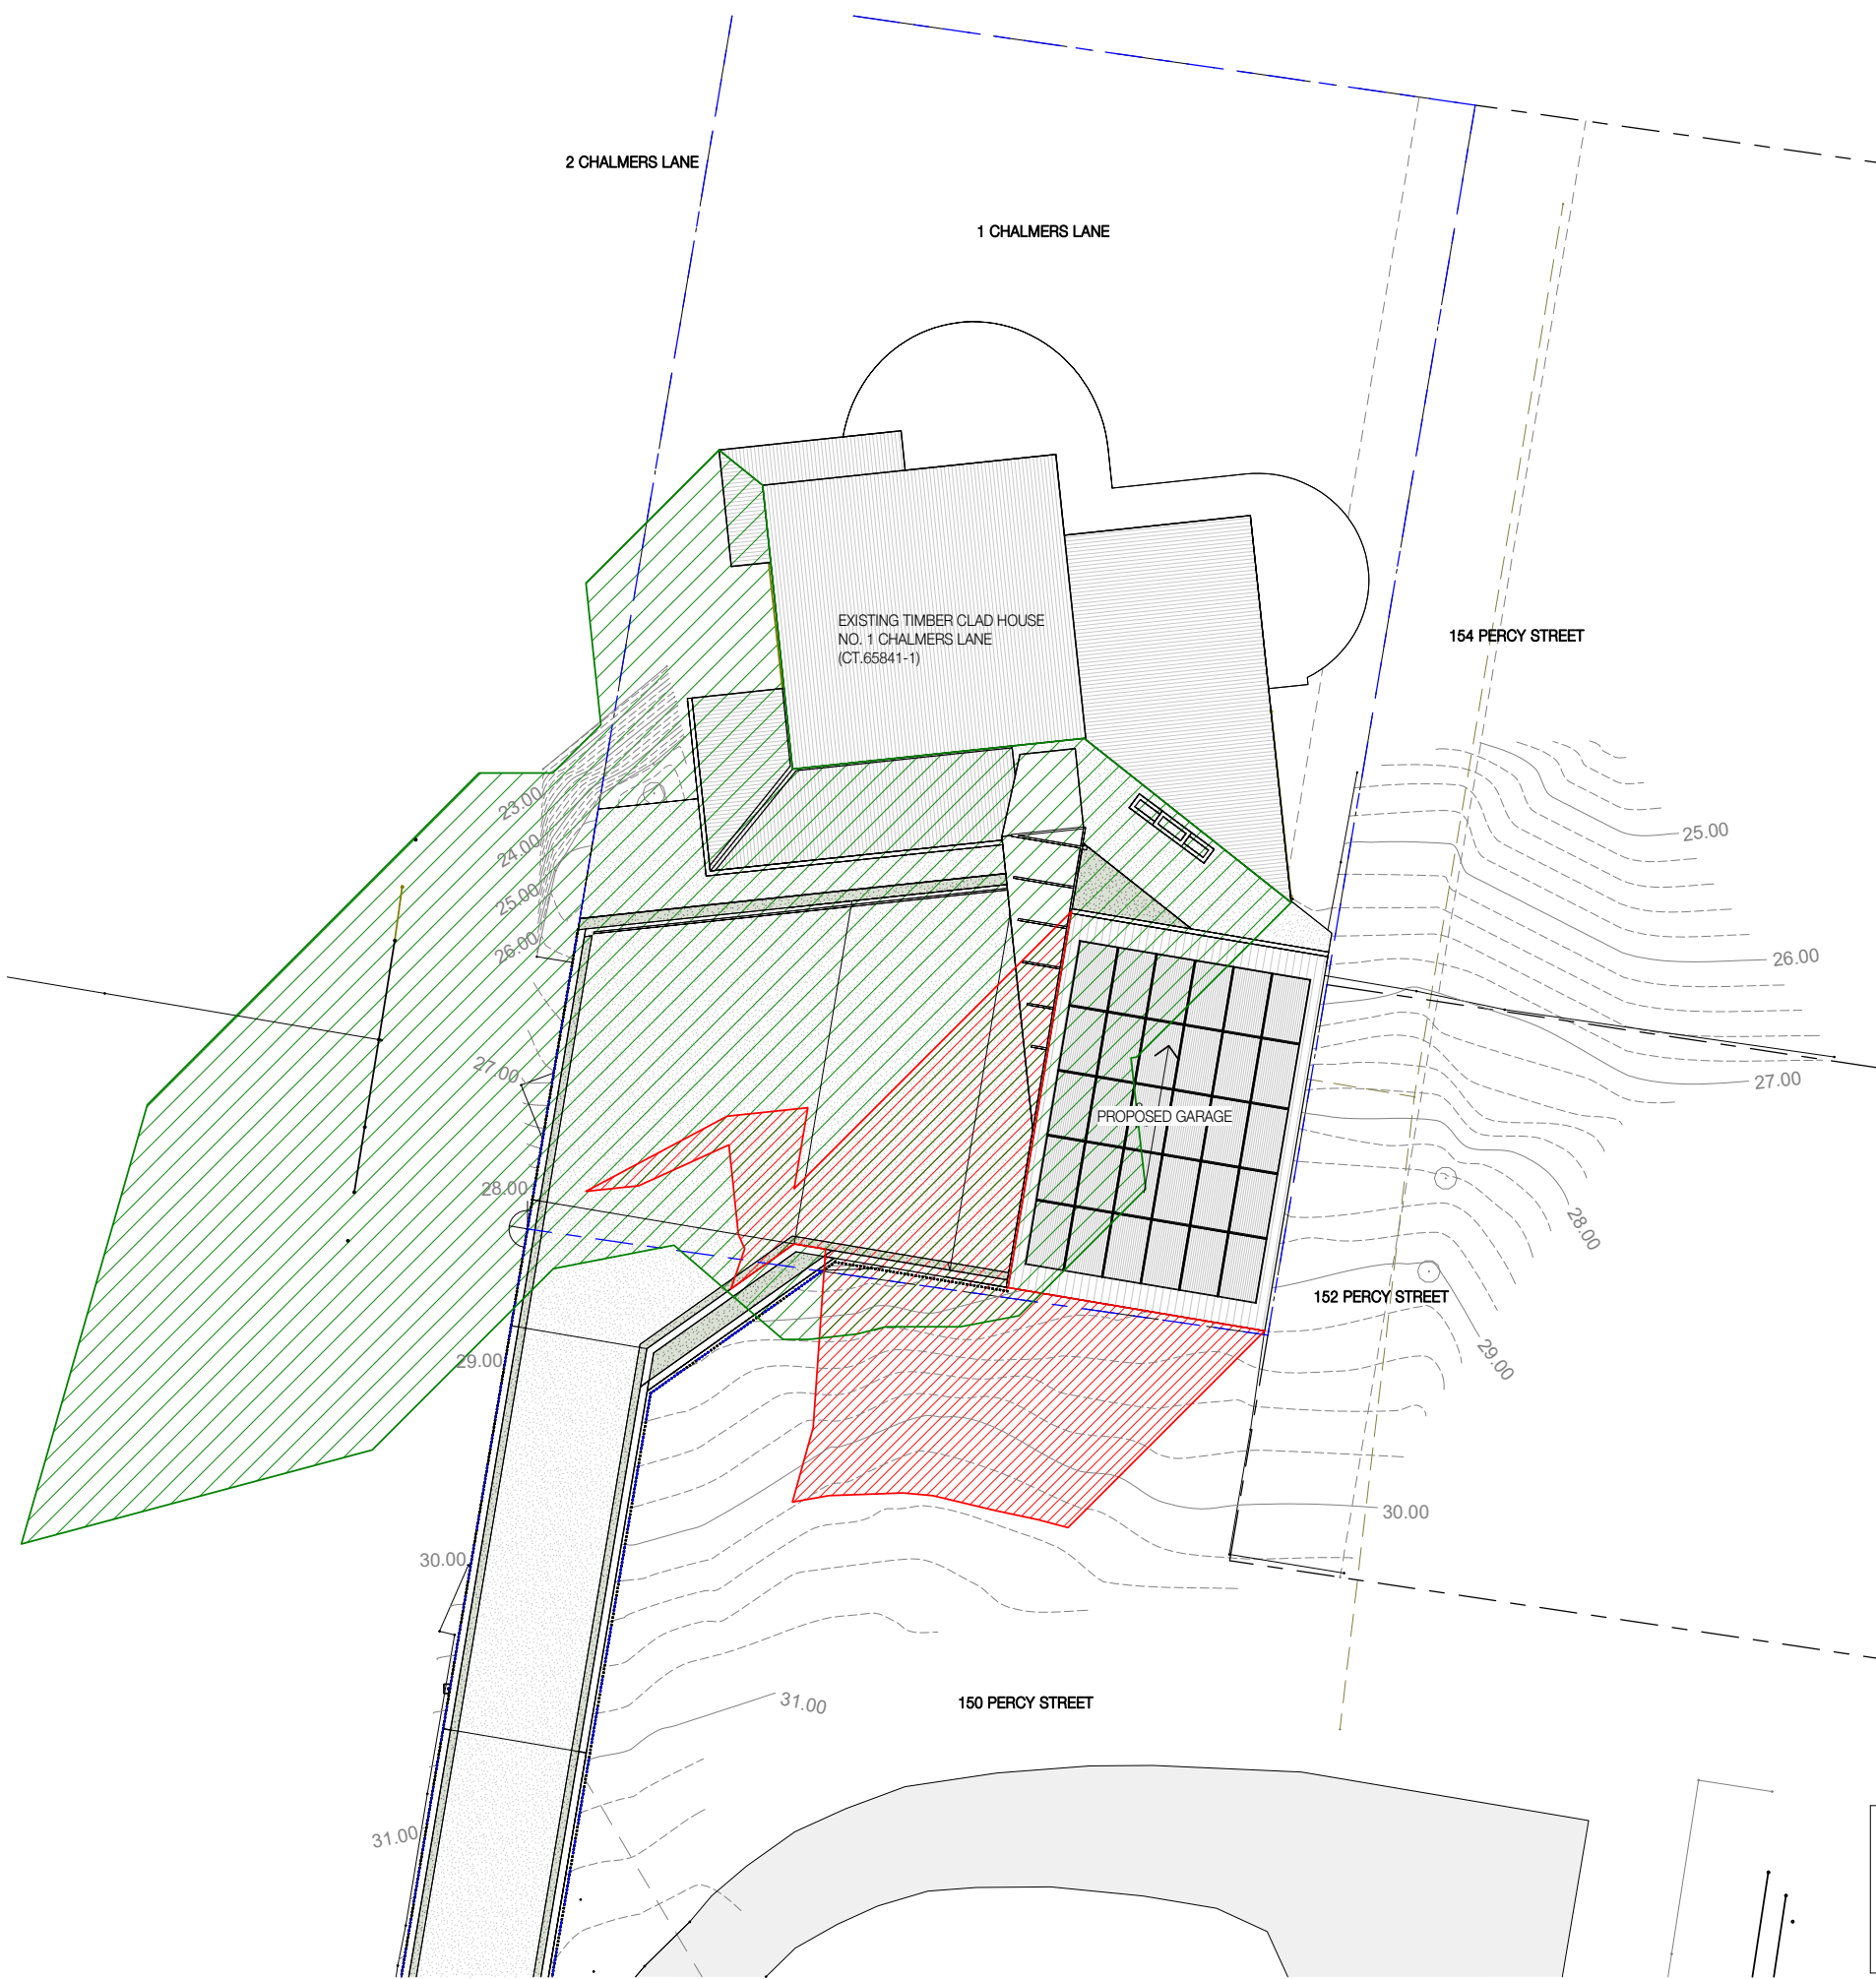 2 CHALMERS LANE
1 CHALMERS LANE
EXISTING TIMBER CLAD HOUSE
NO. 1 CHALMERS LANE
(CT.65841-1)
154 PERCY STREET
23.00
24.00
25.00
25.00
26.00
26.00
27.00
27.00
PROPOSED GARAGE
28.00
28.00
152 PERCY STREET
29.00
29.00
30.00
30.00
31.00
150 PERCY STREET
31.00